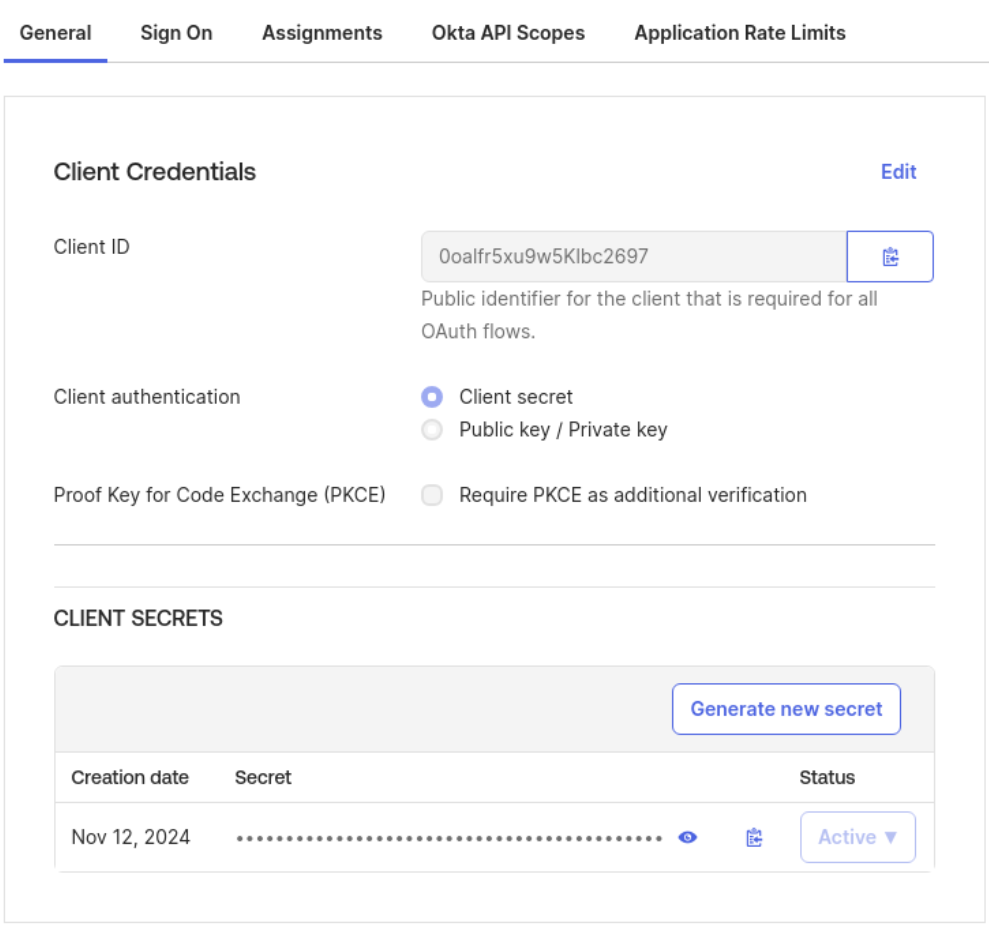 General Sign On Assignments Okta API Scopes Application Rate Limits
Client Credentials Edit
Client ID 0oalfr5xu9w5KIbc2697
Public identifier for the client that is required for all
OAuth flows.
Client authentication Client secret
Public key / Private key
Proof Key for Code Exchange (PKCE) Require PKCE as additional verification
CLIENT SECRETS
Generate new secret
Creation date Secret Status
Nov 12, 2024 •••••••••••••••••••••••••••••••••••••••••••• Active ▼